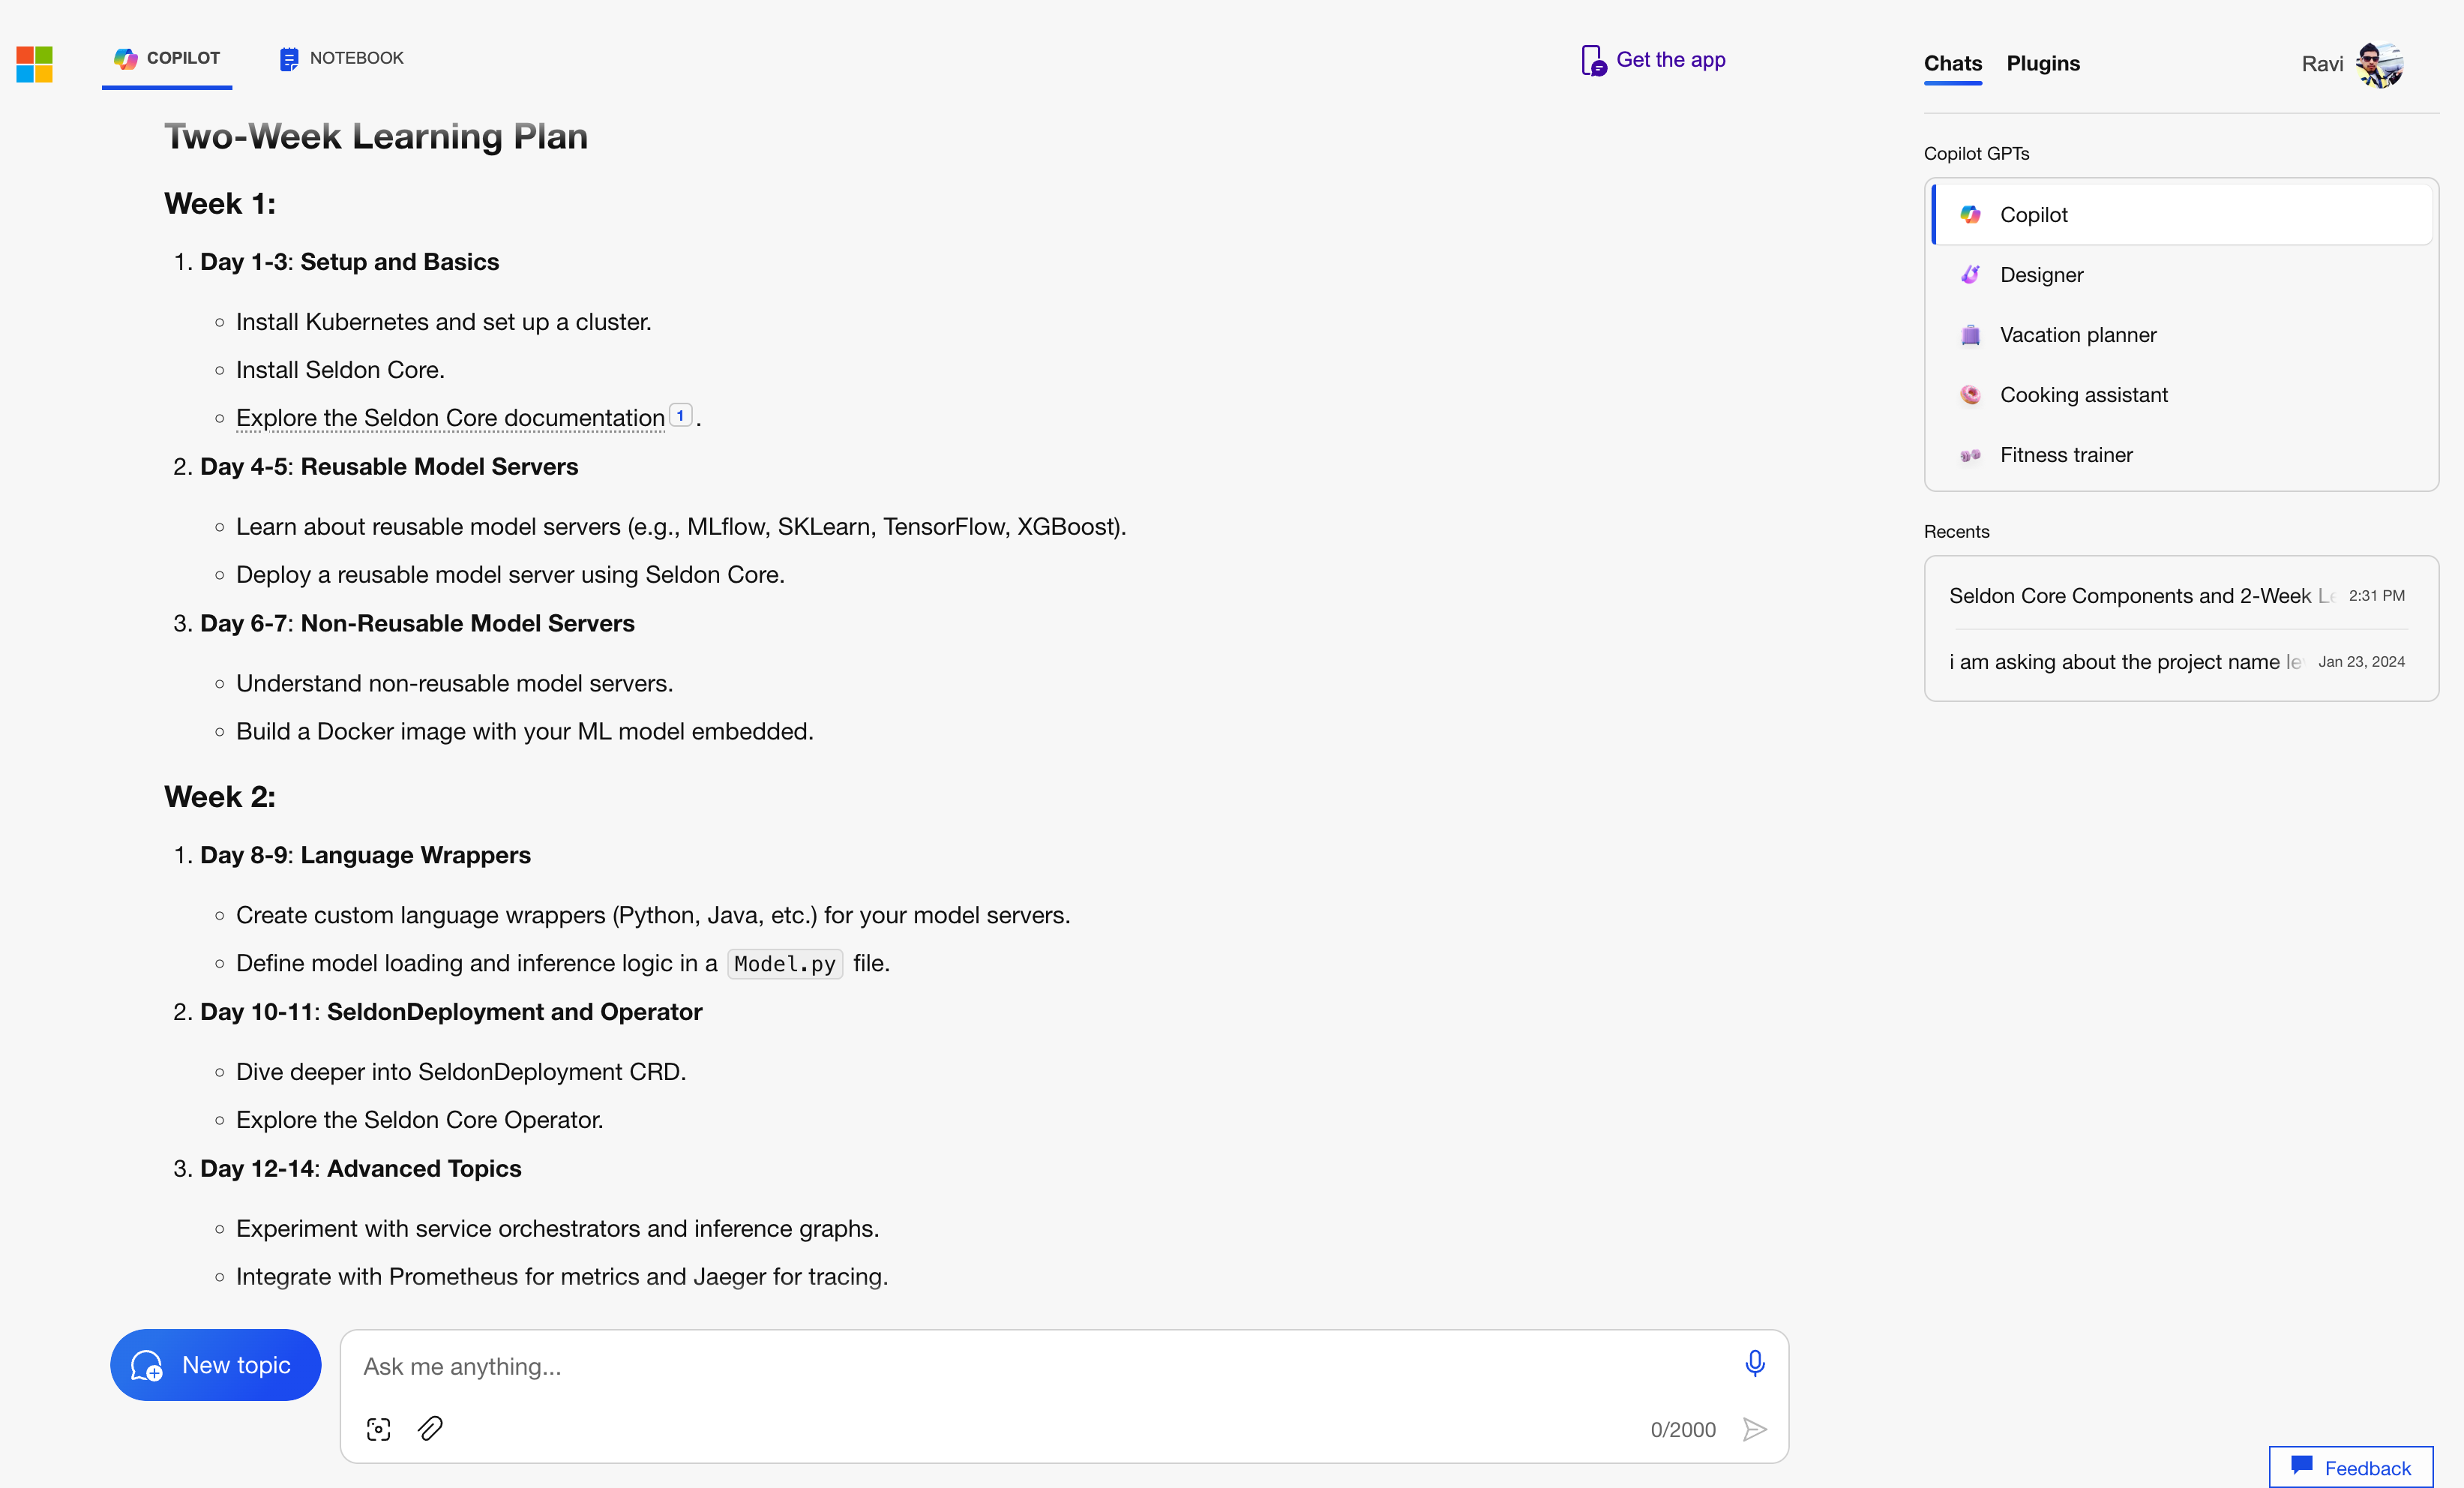 COPILOT
NOTEBOOK
Get the app
Two-Week Learning Plan
Week 1:
1. Day 1-3: Setup and Basics
Install Kubernetes and set up a cluster.
Install Seldon Core.
Explore the Seldon Core documentation 1 .
2. Day 4-5: Reusable Model Servers
Learn about reusable model servers (e.g., MLflow, SKLearn, TensorFlow, XGBoost).
Deploy a reusable model server using Seldon Core.
3. Day 6-7: Non-Reusable Model Servers
Understand non-reusable model servers.
Build a Docker image with your ML model embedded.
Week 2:
1. Day 8-9: Language Wrappers
Create custom language wrappers (Python, Java, etc.) for your model servers.
Define model loading and inference logic in a Model.py file.
2. Day 10-11: SeldonDeployment and Operator
Dive deeper into SeldonDeployment CRD.
Explore the Seldon Core Operator.
3. Day 12-14: Advanced Topics
Experiment with service orchestrators and inference graphs.
Integrate with Prometheus for metrics and Jaeger for tracing.
New topic
Ask me anything...
0/2000
Chats
Plugins
Ravi
Copilot GPTs
Copilot
Designer
Vacation planner
Cooking assistant
Fitness trainer
Recents
Seldon Core Components and 2-Week 2:31 PM
i am asking about the project name Jan 23, 2024
Feedback